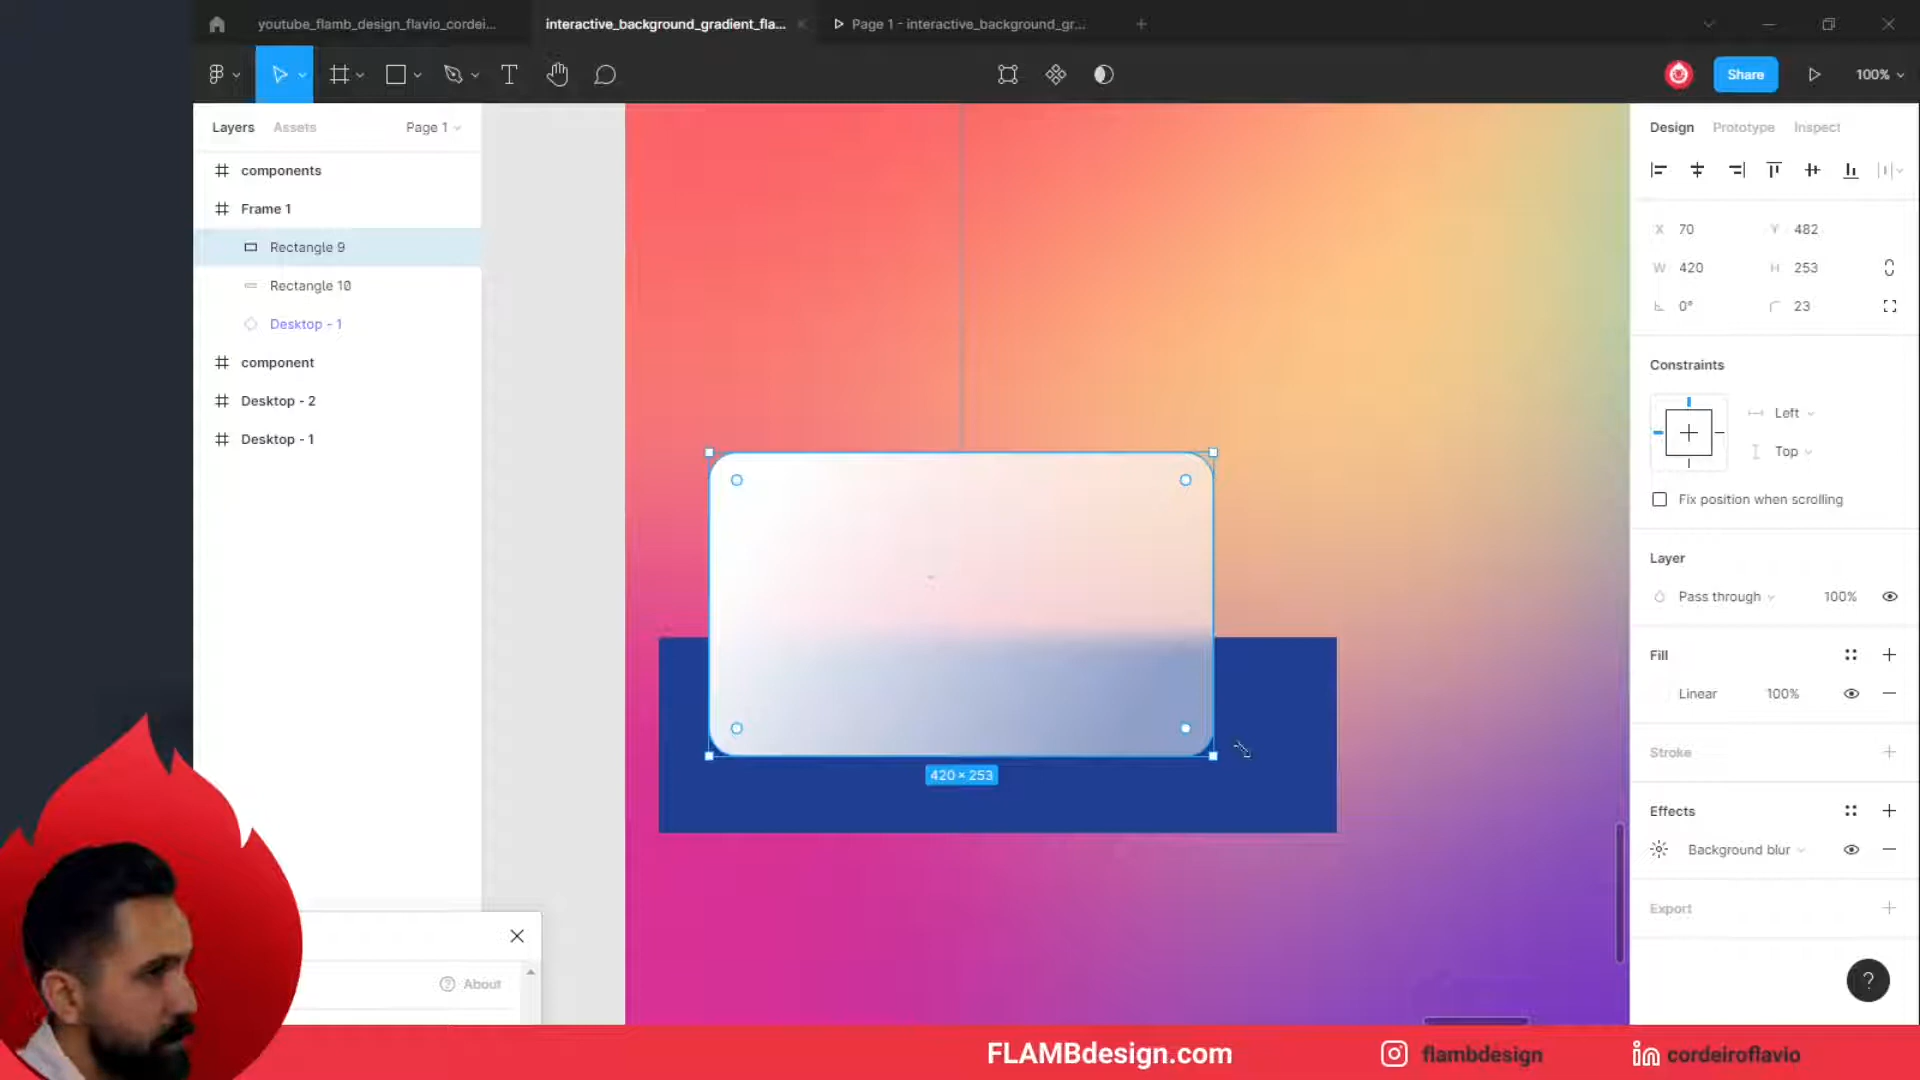 youtube_flamb_design_flavio_cordei...
interactive_background_gradient_fla...
Page 1 - interactive_background_gr...
Share
100%
Layers
Assets
Page 1
components
Frame 1
Rectangle 9
Rectangle 10
Desktop - 1
component
Desktop - 2
Desktop - 1
About
420 × 253
Design
Prototype
Inspect
X 70
Y 482
W 420
H 253
0°
23
Constraints
Left
Top
Fix position when scrolling
Layer
Pass through
100%
Fill
Linear
100%
Stroke
Effects
Background blur
Export
?
FLAMBdesign.com
flambdesign
in cordeiroflavio